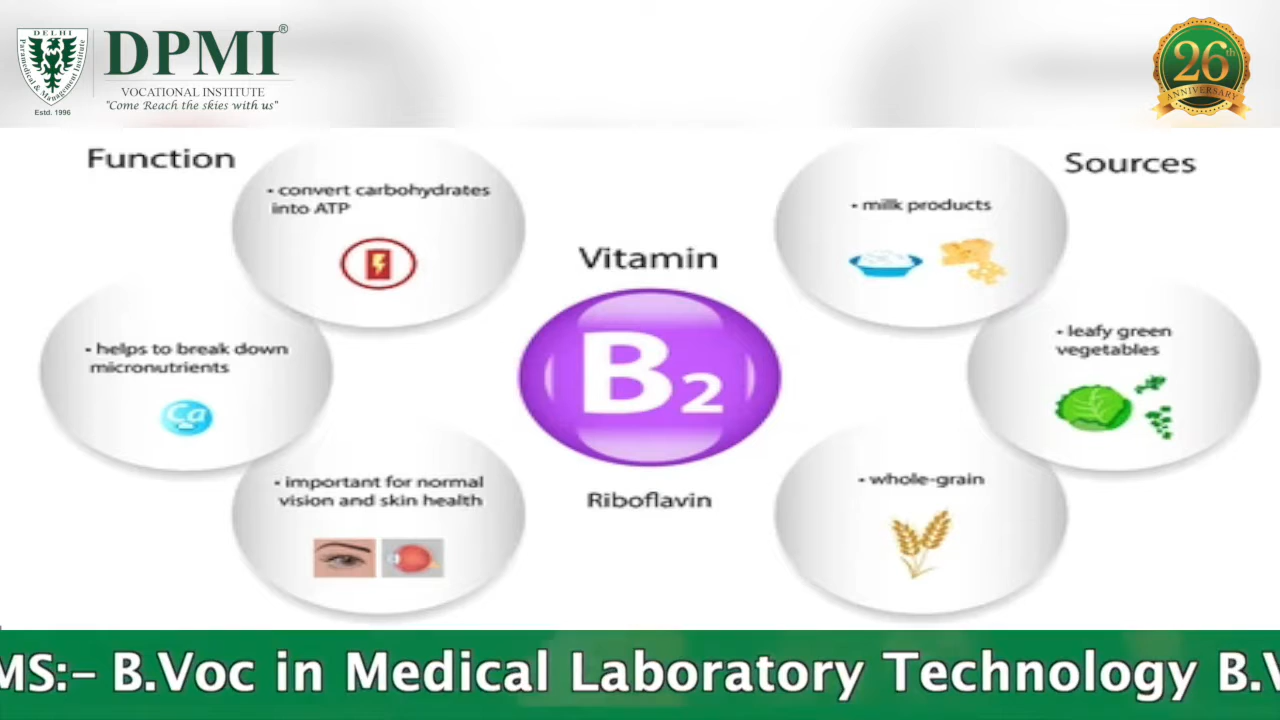 DELHI
Paramedical & Management Institute
Estd. 1996
DPMI®
VOCATIONAL INSTITUTE
"Come Reach the skies with us"
26th
ANNIVERSARY
Function
• convert carbohydrates
into ATP
• helps to break down
micronutrients
Ca
• important for normal
vision and skin health
Vitamin
B2
Riboflavin
Sources
• milk products
• leafy green
vegetables
• whole-grain
MS:- B.Voc in Medical Laboratory Technology B.V